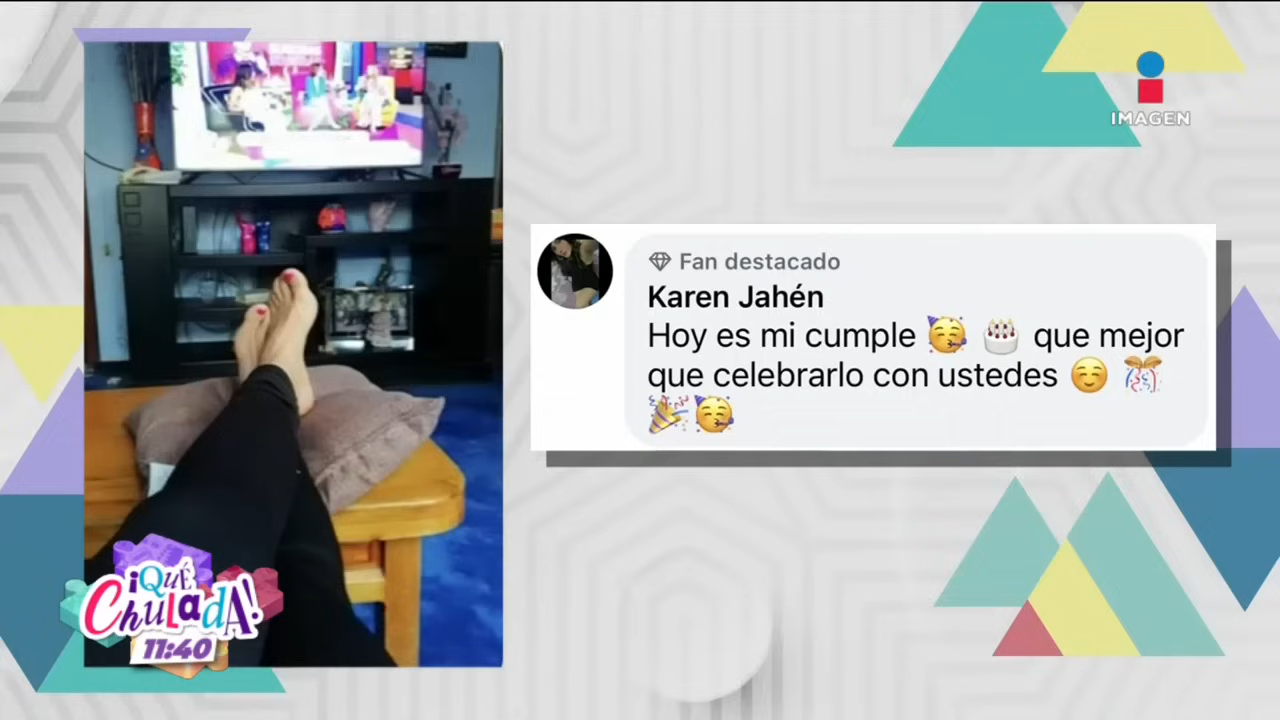 IMAGEN
Fan destacado
Karen Jahén
Hoy es mi cumple 🥳 🎂 que mejor
que celebrarlo con ustedes ☺️ 🎊
🎉🥳
¡QUÉ
ChuLadA!
11:40